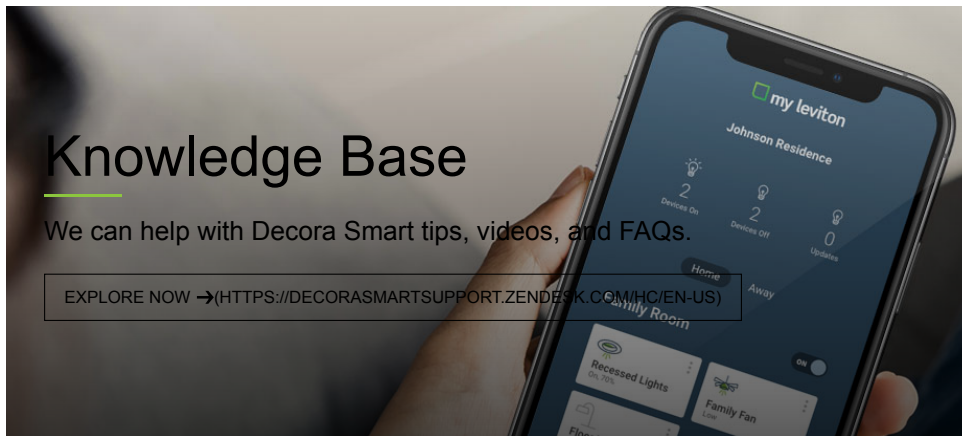 Knowledge Base
We can help with Decora Smart tips, videos, and FAQs.
EXPLORE NOW →(HTTPS://DECORASMARTSUPPORT.ZENDESK.COM/HC/EN-US)
my leviton
Johnson Residence
2
Devices On
2
Devices Off
0
Updates
Home
Away
Family Room
ON
Recessed Lights
On, 70%
Family Fan
Low